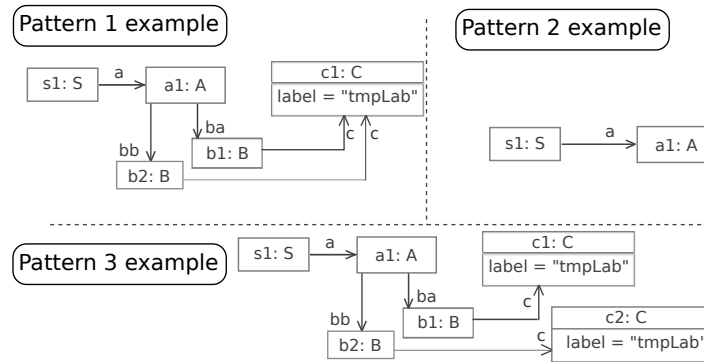 Pattern 1 example
s1: S
a
a1: A
c1: C
label = "tmpLab"
ba
c
c
bb
b1: B
b2: B
Pattern 2 example
s1: S
a
a1: A
Pattern 3 example
s1: S
a
a1: A
c1: C
label = "tmpLab"
ba
c
bb
b1: B
c
c2: C
b2: B
label = "tmpLab"